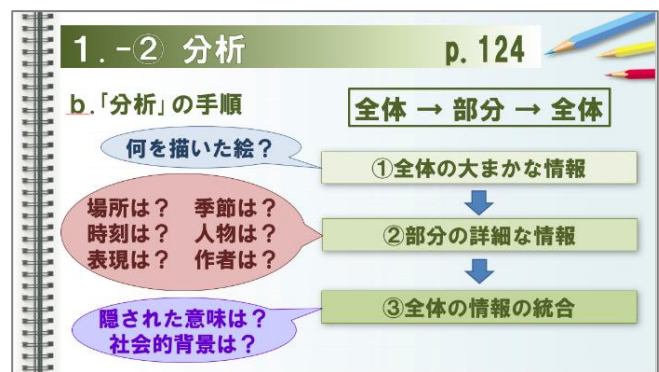 1.-② 分析 p.124
b.「分析」の手順
全体 → 部分 → 全体
何を描いた絵？
①全体の大まかな情報
場所は？ 季節は？
時刻は？ 人物は？
表現は？ 作者は？
②部分の詳細な情報
隠された意味は？
社会的背景は？
③全体の情報の統合